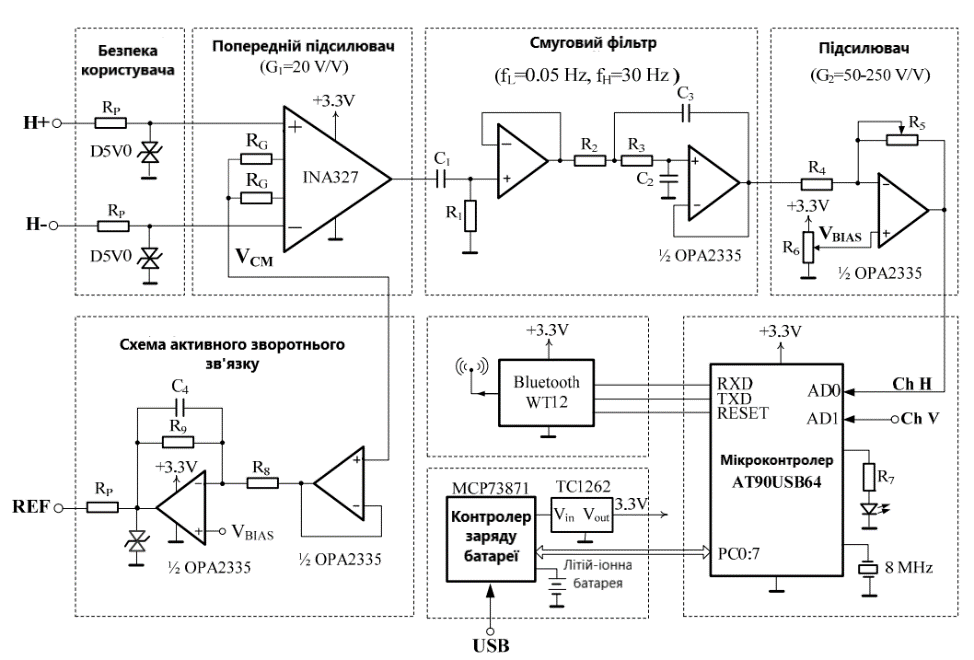 Безпека
користувача
Попередній підсилювач
(G₁=20 V/V)
Смуговий фільтр
(fL=0.05 Hz, fH=30 Hz )
Підсилювач
(G₂=50-250 V/V)
H+
RP
D5V0
H-
RP
D5V0
+3.3V
RG
RG
INA327
VCM
C1
R1
R2
R3
C2
C3
½ OPA2335
R4
R5
+3.3V
R6
VBIAS
½ OPA2335
Схема активного зворотнього
зв'язку
C4
R9
+3.3V
R8
REF
RP
VBIAS
½ OPA2335
½ OPA2335
+3.3V
Bluetooth
WT12
MCP73871
Контролер
заряду
батареї
TC1262
Vin Vout
3.3V
Літій-іонна
батарея
USB
+3.3V
RXD
TXD
RESET
AD0
AD1
Ch H
Ch V
Мікроконтролер
AT90USB64
PC0:7
R7
8 MHz